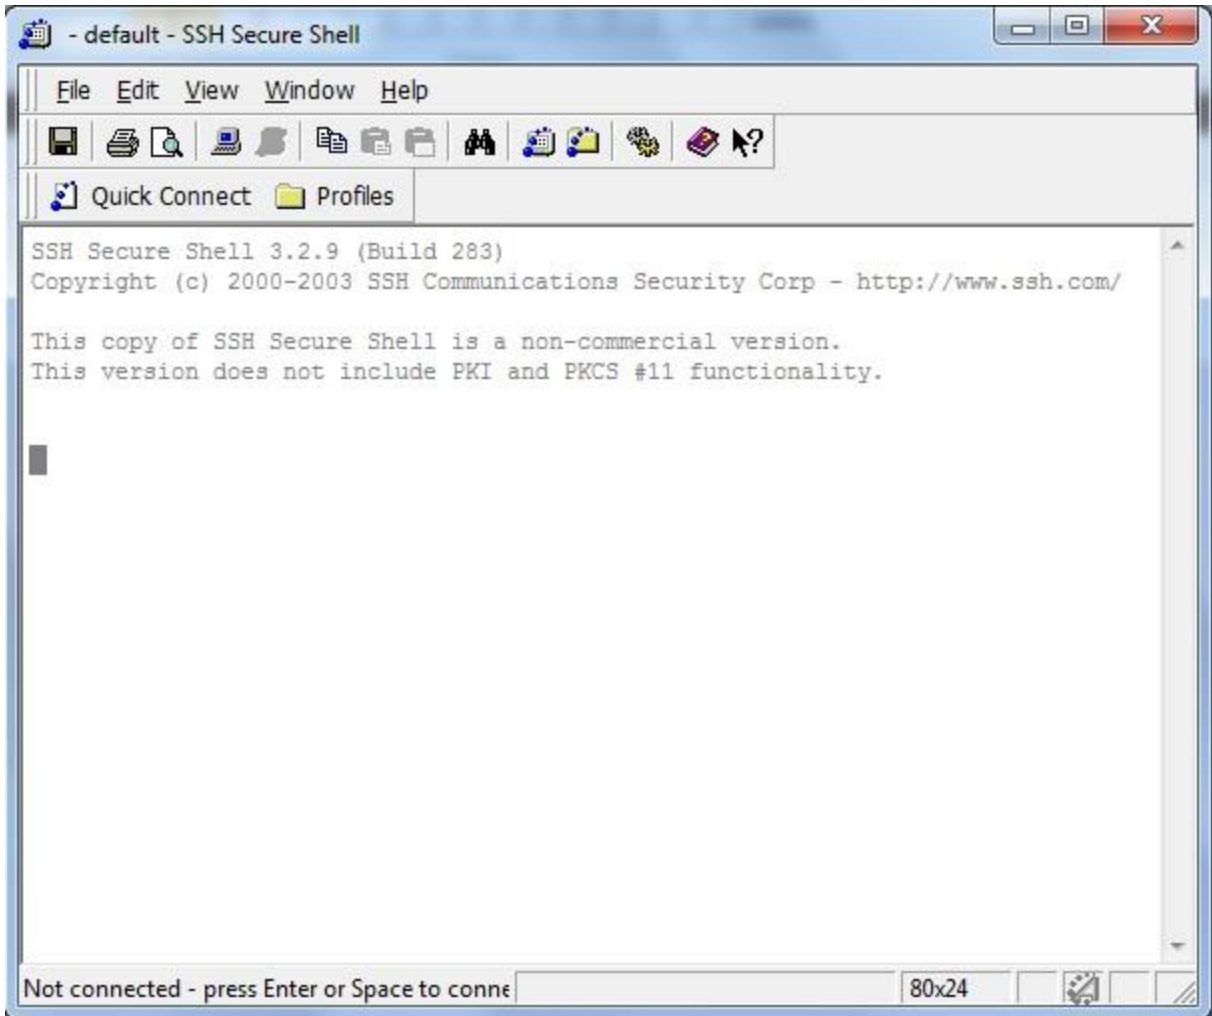 - default - SSH Secure Shell
File Edit View Window Help
Quick Connect Profiles
SSH Secure Shell 3.2.9 (Build 283)
Copyright (c) 2000-2003 SSH Communications Security Corp - http://www.ssh.com/
This copy of SSH Secure Shell is a non-commercial version.
This version does not include PKI and PKCS #11 functionality.
Not connected - press Enter or Space to conne 80x24